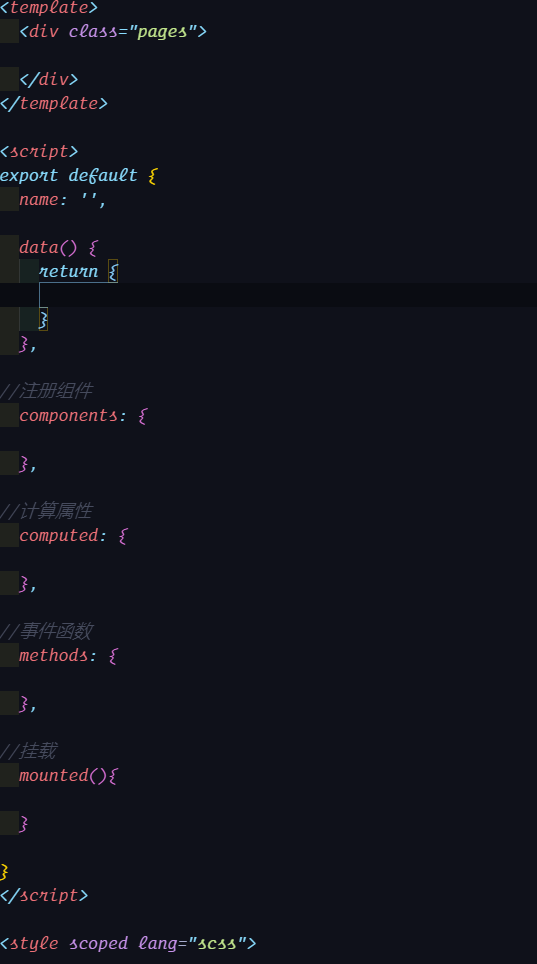 <template>
<div class="pages">
</div>
</template>
<script>
export default {
name: '',
data() {
return {
}
},
//注册组件
components: {
},
//计算属性
computed: {
},
//事件函数
methods: {
},
//挂载
mounted(){
}
}
</script>
<style scoped lang="scss">